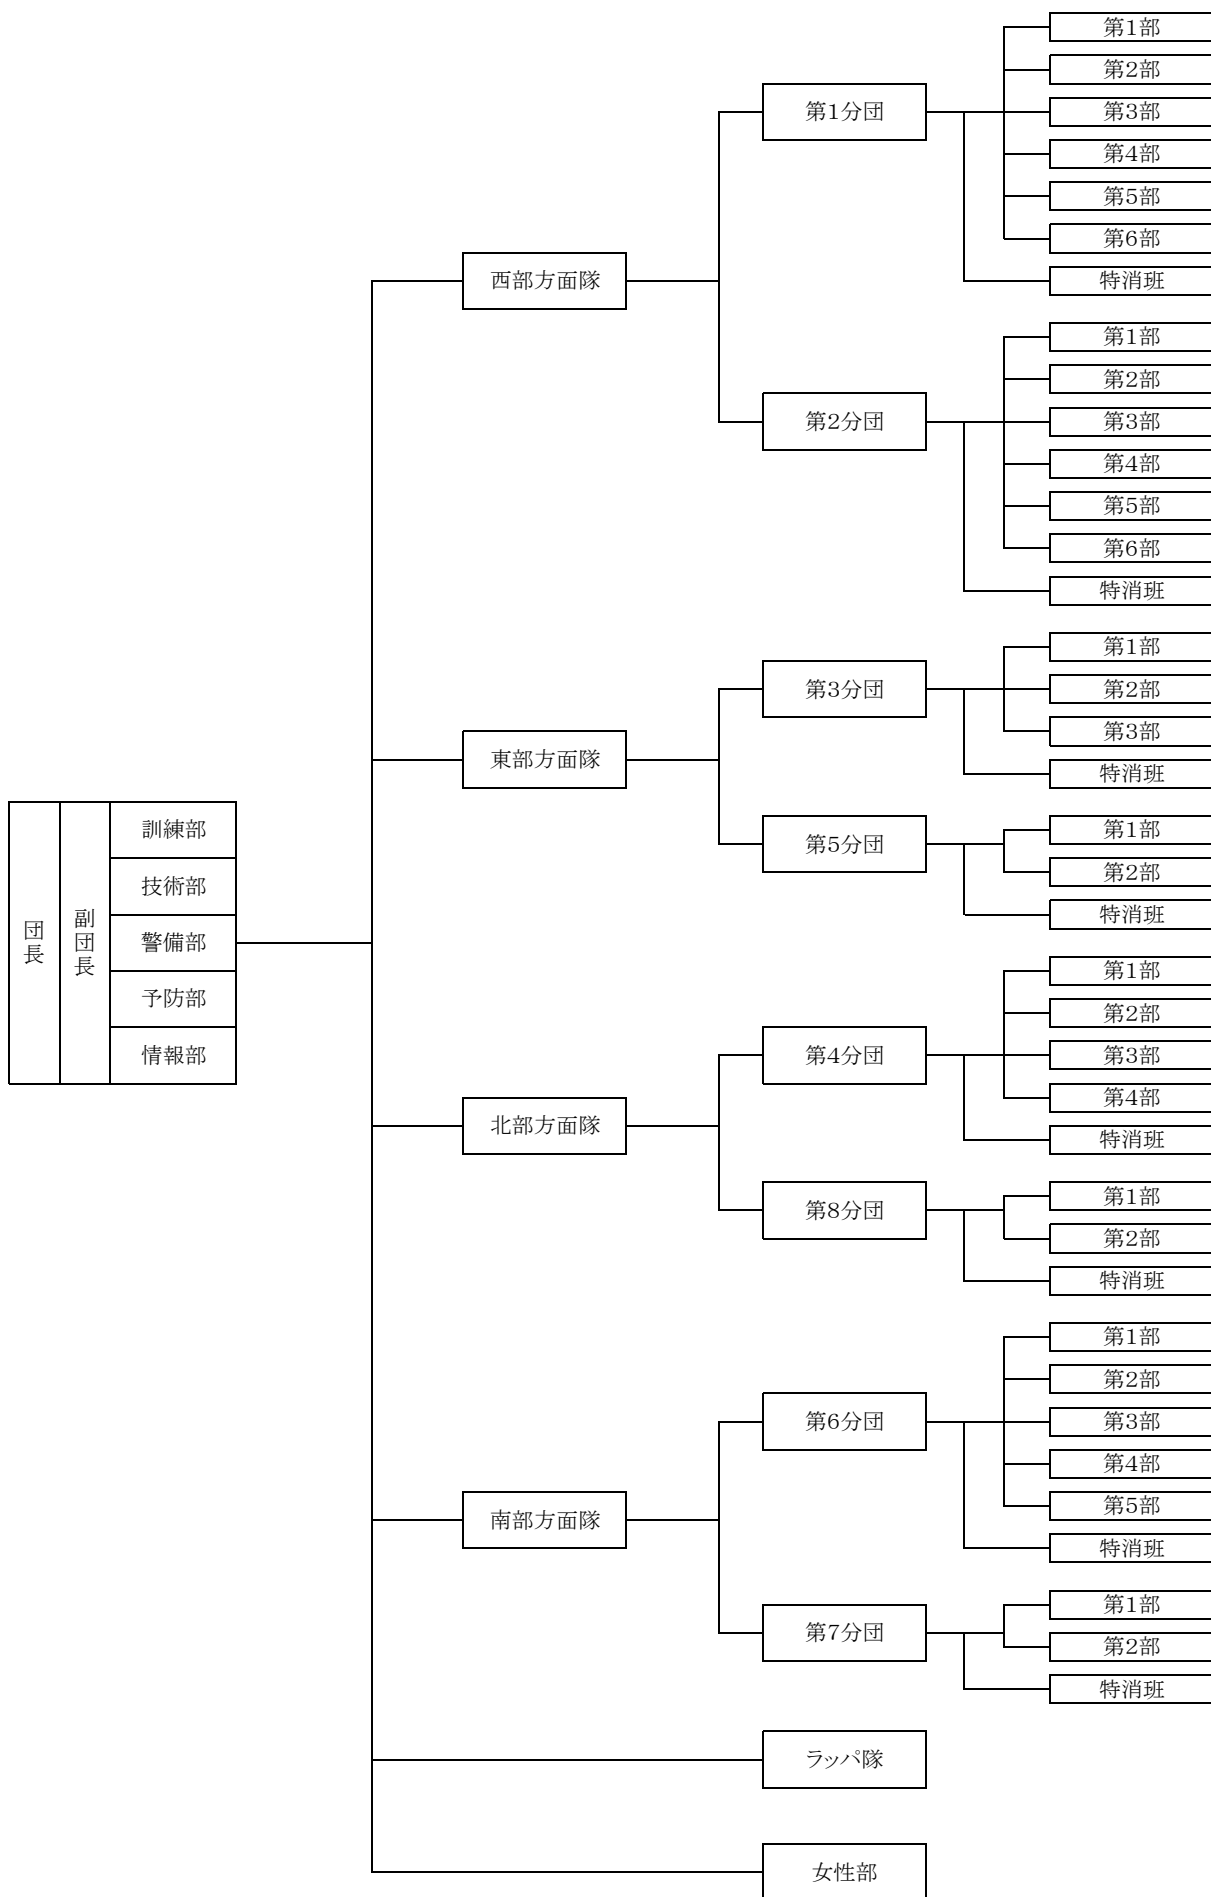 団長
副団長
訓練部
技術部
警備部
予防部
情報部
西部方面隊
第1分団
第1部
第2部
第3部
第4部
第5部
第6部
特消班
第2分団
第1部
第2部
第3部
第4部
第5部
第6部
特消班
東部方面隊
第3分団
第1部
第2部
第3部
特消班
第5分団
第1部
第2部
特消班
北部方面隊
第4分団
第1部
第2部
第3部
第4部
特消班
第8分団
第1部
第2部
特消班
南部方面隊
第6分団
第1部
第2部
第3部
第4部
第5部
特消班
第7分団
第1部
第2部
特消班
ラッパ隊
女性部